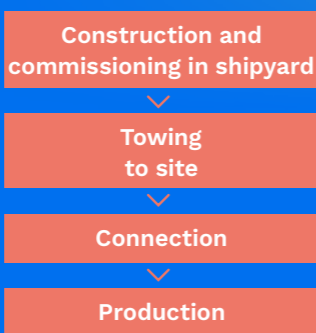 Construction and
commissioning in shipyard
Towing
to site
Connection
Production